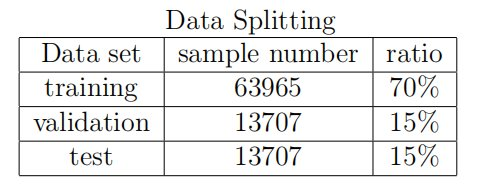 Data Splitting
Data set sample number ratio
training 63965 70%
validation 13707 15%
test 13707 15%